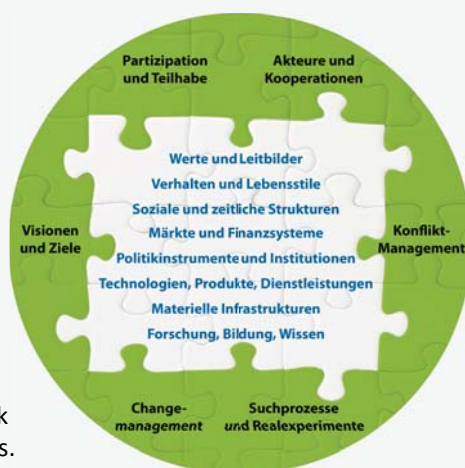 Partizipation
und Teilhabe
Akteure und
Kooperationen
Werte und Leitbilder
Verhalten und Lebensstile
Soziale und zeitliche Strukturen
Märkte und Finanzsysteme
Politikinstrumente und Institutionen
Technologien, Produkte, Dienstleistungen
Materielle Infrastrukturen
Forschung, Bildung, Wissen
Visionen
und Ziele
Konflikt-
Management
Change-
management
Suchprozesse
und Realexperimente
k
s.